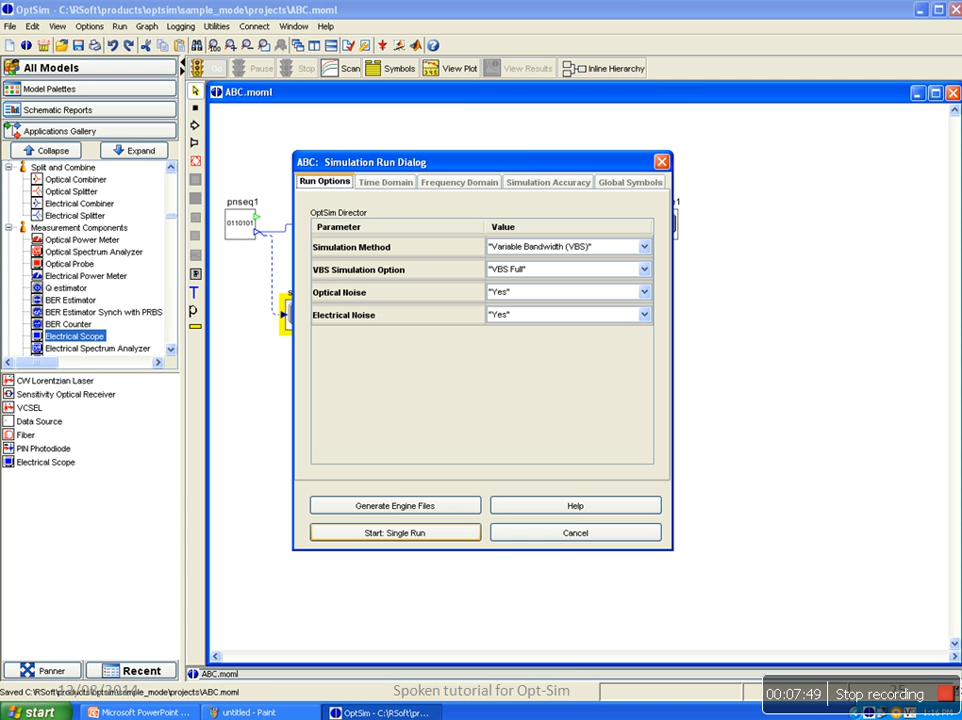 OptSim - C:\RSoft\products\optsim\sample_mode\projects\ABC.moml
File Edit View Options Run Graph Logging Utilities Connect Window Help
All Models
Go Pause Stop Scan Symbols View Plot View Results Inline Hierarchy
Model Palettes
ABC.moml
Schematic Reports
Applications Gallery
Collapse Expand
Split and Combine
Optical Combiner
Optical Splitter
Electrical Combiner
Electrical Splitter
Measurement Components
Optical Power Meter
Optical Spectrum Analyzer
Optical Probe
Electrical Power Meter
Q estimator
BER Estimator
BER Estimator Synch with PRBS
BER Counter
Electrical Scope
Electrical Spectrum Analyzer
CW Lorentzian Laser
Sensitivity Optical Receiver
VCSEL
Data Source
Fiber
PIN Photodiode
Electrical Scope
pnseq1
0110101
ABC: Simulation Run Dialog
Run Options Time Domain Frequency Domain Simulation Accuracy Global Symbols
OptSim Director
Parameter Value
Simulation Method "Variable Bandwidth (VBS)"
VBS Simulation Option "VBS Full"
Optical Noise "Yes"
Electrical Noise "Yes"
Generate Engine Files Help
Start: Single Run Cancel
Panner Recent
ABC.moml
Saved C:\RSoft\products\optsim\sample_mode\projects\ABC.moml
12/08/2014
Spoken tutorial for Opt-Sim
00:07:49 Stop recording
start Microsoft PowerPoint ... untitled - Paint OptSim - C:\RSoft\pr...
1:16 PM